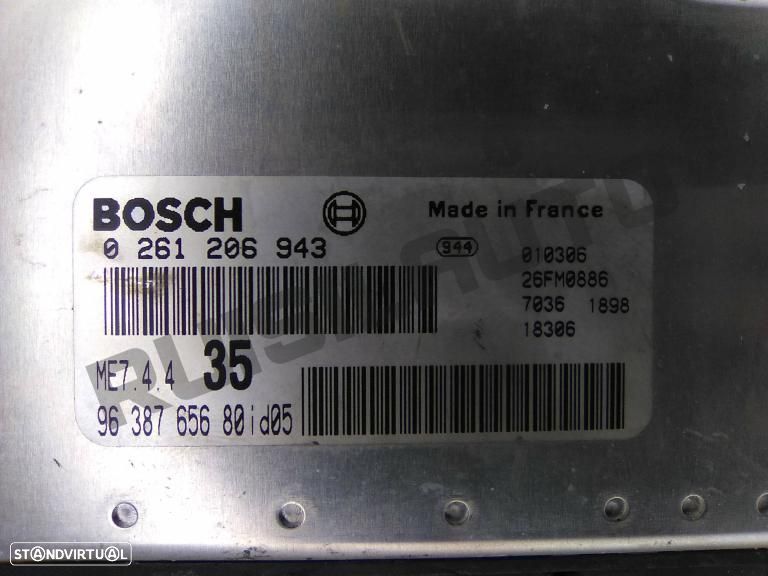 BOSCH
Made in France
0 261 206 943
944
010306
26FM0886
7036 1898
18306
ME7.4.4 35
96 387 656 80id05
RUISILAUTO
STANDVIRTUAL